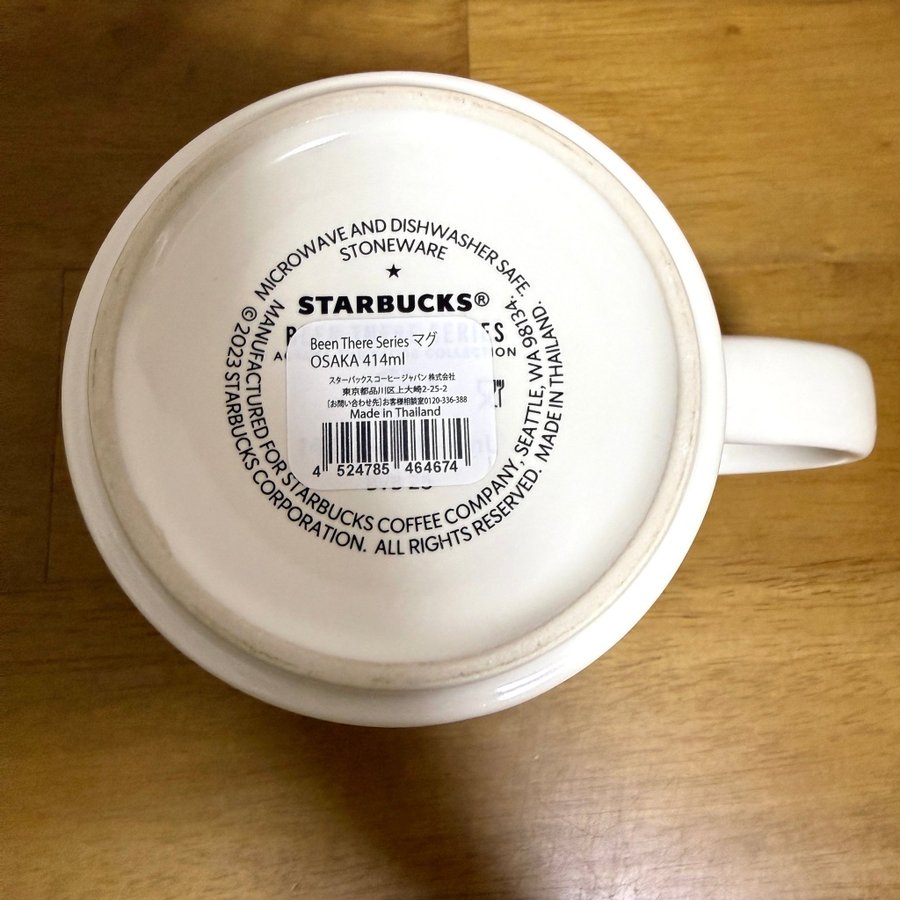 MICROWAVE AND DISHWASHER SAFE.
STONEWARE
★
STARBUCKS®
Been There Series マグ
OSAKA 414ml
スターバックス コーヒー ジャパン 株式会社
東京都品川区上大崎2-25-2
[お問い合わせ先]お客様相談室0120-336-388
Made in Thailand
4 524785 464674
MANUFACTURED FOR STARBUCKS COFFEE COMPANY, SEATTLE, WA 98134.
© 2023 STARBUCKS CORPORATION. ALL RIGHTS RESERVED. MADE IN THAILAND.